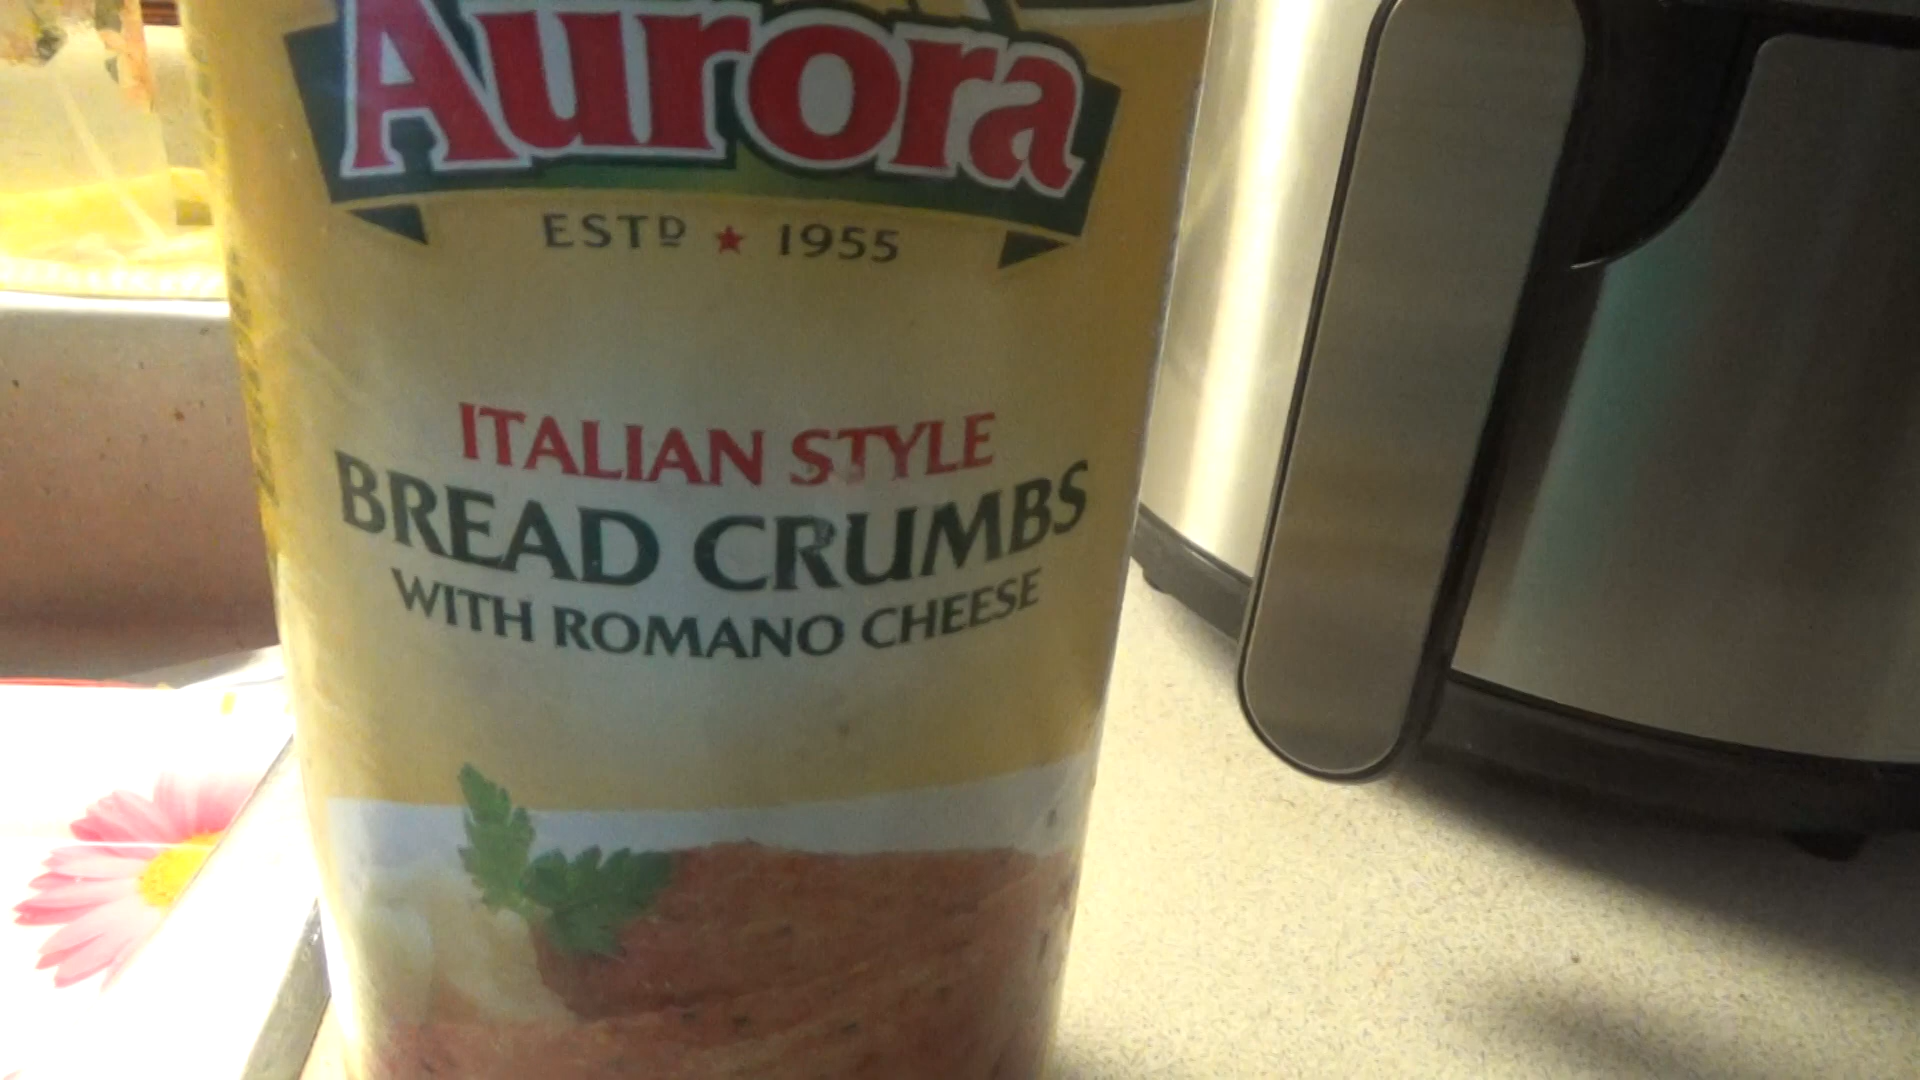 Aurora
ESTD ★ 1955
ITALIAN STYLE
BREAD CRUMBS
WITH ROMANO CHEESE